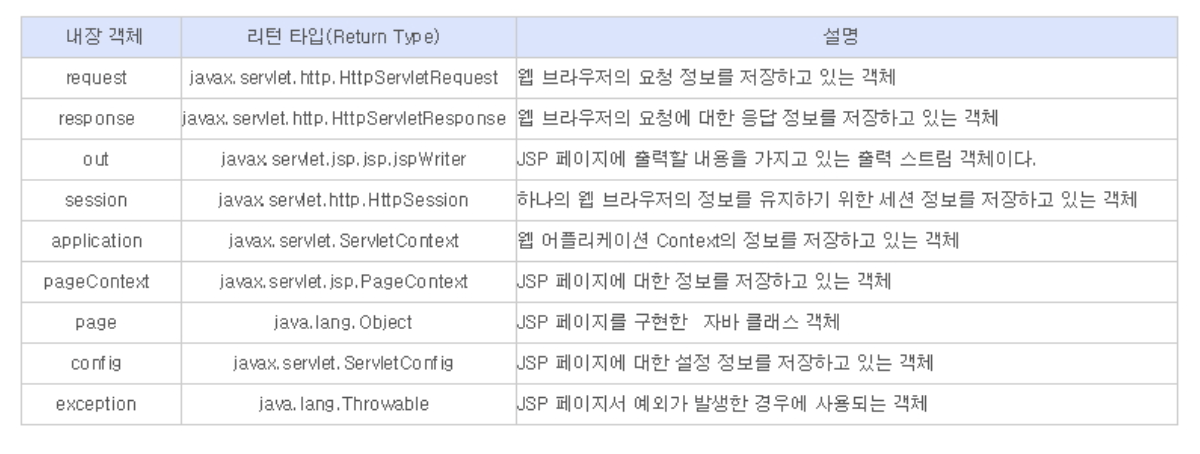 내장 객체 리턴 타입(Return Type) 설명
request javax.servlet.http.HttpServletRequest 웹 브라우저의 요청 정보를 저장하고 있는 객체
response javax.servlet.http.HttpServletResponse 웹 브라우저의 요청에 대한 응답 정보를 저장하고 있는 객체
out javax.servlet.jsp.jsp.jspWriter JSP 페이지에 출력할 내용을 가지고 있는 출력 스트림 객체이다.
session javax.servlet.http.HttpSession 하나의 웹 브라우저의 정보를 유지하기 위한 세션 정보를 저장하고 있는 객체
application javax.servlet.ServletContext 웹 어플리케이션 Context의 정보를 저장하고 있는 객체
pageContext javax.servlet.jsp.PageContext JSP 페이지에 대한 정보를 저장하고 있는 객체
page java.lang.Object JSP 페이지를 구현한 자바 클래스 객체
config javax.servlet.ServletConfig JSP 페이지에 대한 설정 정보를 저장하고 있는 객체
exception java.lang.Throwable JSP 페이지서 예외가 발생한 경우에 사용되는 객체